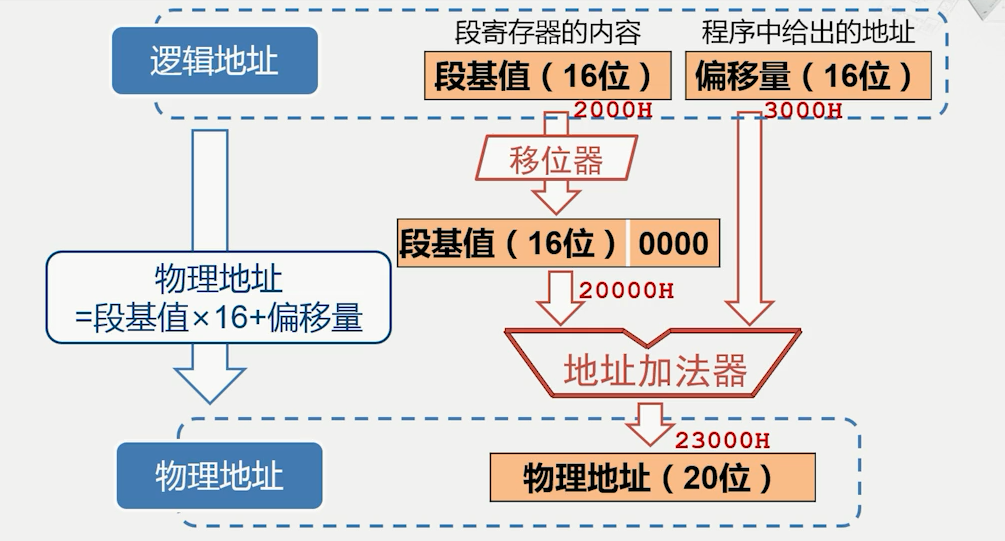 段寄存器的内容
程序中给出的地址
逻辑地址
段基值（16位）
偏移量（16位）
2000H
3000H
移位器
段基值（16位）
0000
物理地址
=段基值×16+偏移量
20000H
地址加法器
23000H
物理地址
物理地址（20位）